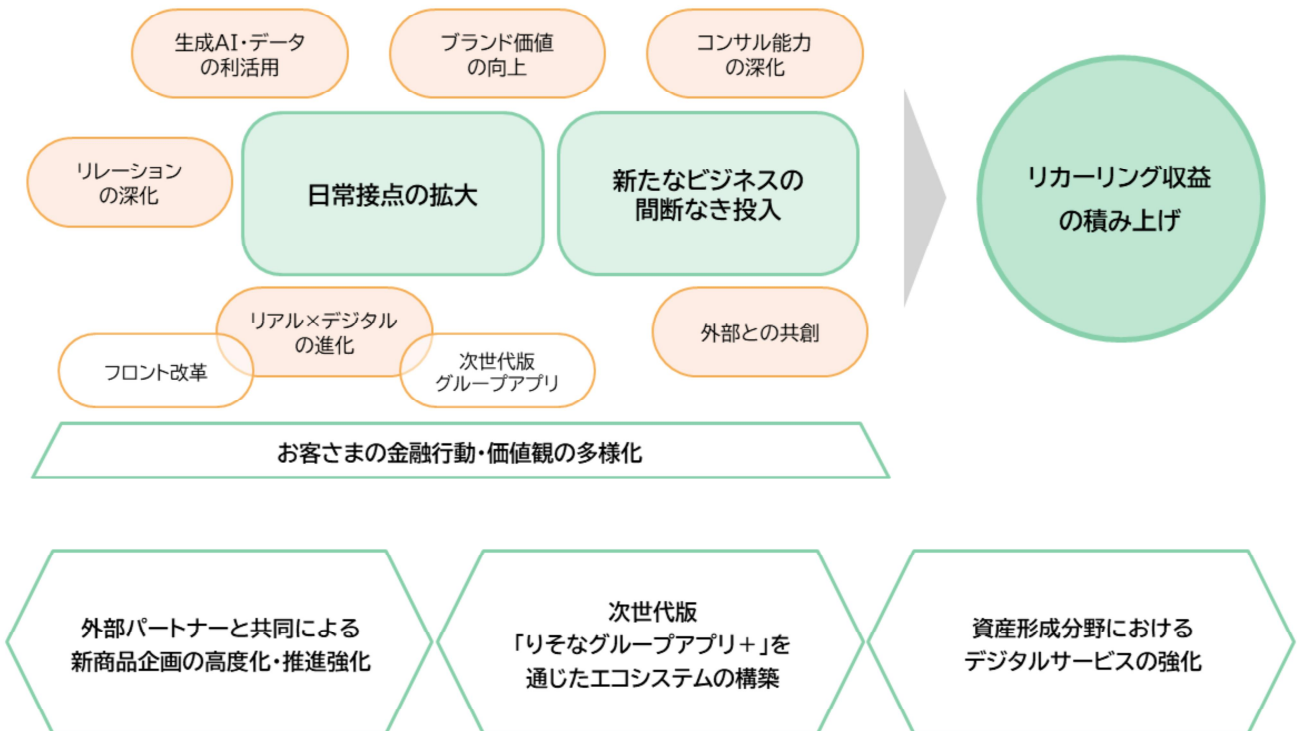 生成AI・データ
の利活用
ブランド価値
の向上
コンサル能力
の深化
リレーション
の深化
日常接点の拡大
新たなビジネスの
間断なき投入
リカーリング収益
の積み上げ
リアル×デジタル
の進化
フロント改革
次世代版
グループアプリ
外部との共創
お客さまの金融行動・価値観の多様化
外部パートナーと共同による
新商品企画の高度化・推進強化
次世代版
「りそなグループアプリ＋」を
通じたエコシステムの構築
資産形成分野における
デジタルサービスの強化